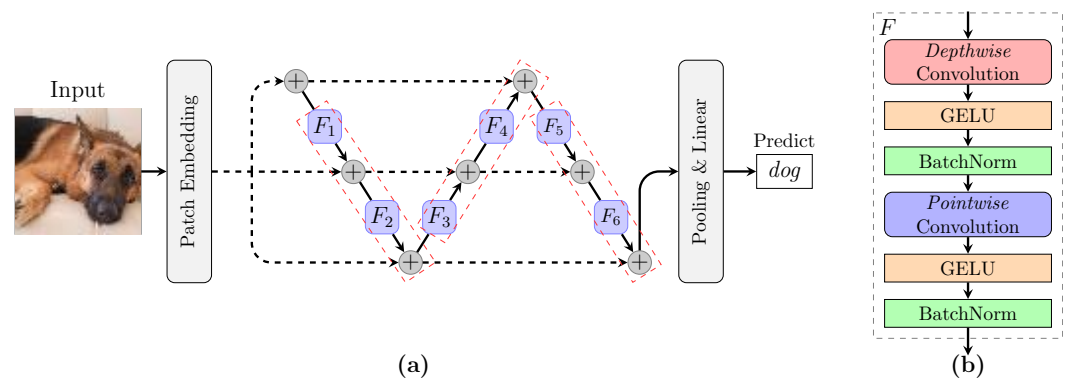 Input
Patch Embedding
+
F1
+
F2
+
F3
+
F4
+
F5
+
F6
+
Pooling & Linear
Predict
dog
(a)
F
Depthwise
Convolution
GELU
BatchNorm
Pointwise
Convolution
GELU
BatchNorm
(b)